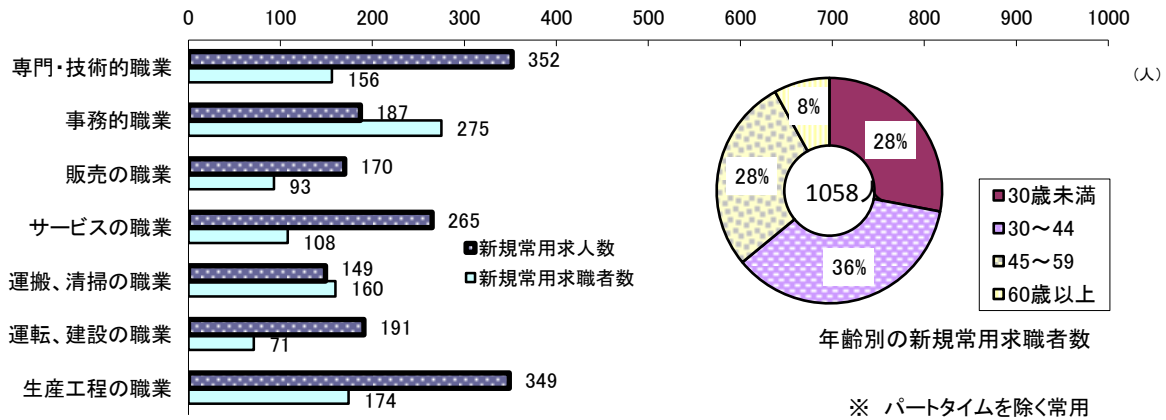 0 100 200 300 400 500 600 700 800 900 1000
(人)
専門・技術的職業 352
156
事務的職業 187
275
販売の職業 170
93
サービスの職業 265
108
運搬、清掃の職業 149
160
運転、建設の職業 191
71
生産工程の職業 349
174
新規常用求人数
新規常用求職者数
8%
28%
28%
1058人
36%
30歳未満
30～44
45～59
60歳以上
年齢別の新規常用求職者数
※ パートタイムを除く常用